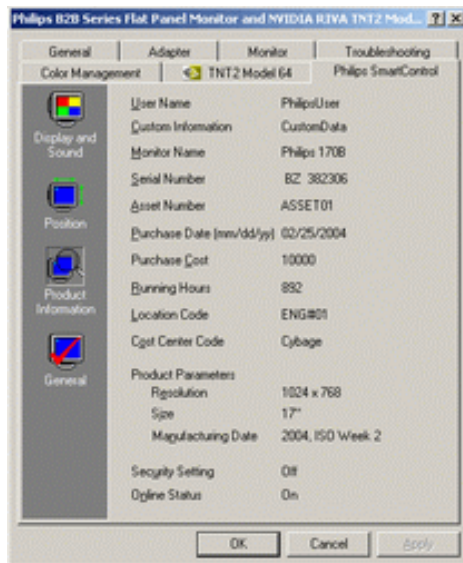 Philips B2B Series Flat Panel Monitor and NVIDIA RIVA TNT2 Mod...
General Adapter Monitor Troubleshooting
Color Management TNT2 Model 64 Philips SmartControl
Display and Sound
Position
Product Information
General
User Name PhilipsUser
Custom Information CustomData
Monitor Name Philips 170B
Serial Number BZ 382306
Asset Number ASSET01
Purchase Date (mm/dd/yy) 02/25/2004
Purchase Cost 10000
Running Hours 892
Location Code ENG#01
Cost Center Code Cybage
Product Parameters
Resolution 1024 x 768
Size 17"
Manufacturing Date 2004, ISO Week 2
Security Setting Off
Online Status On
OK Cancel Apply